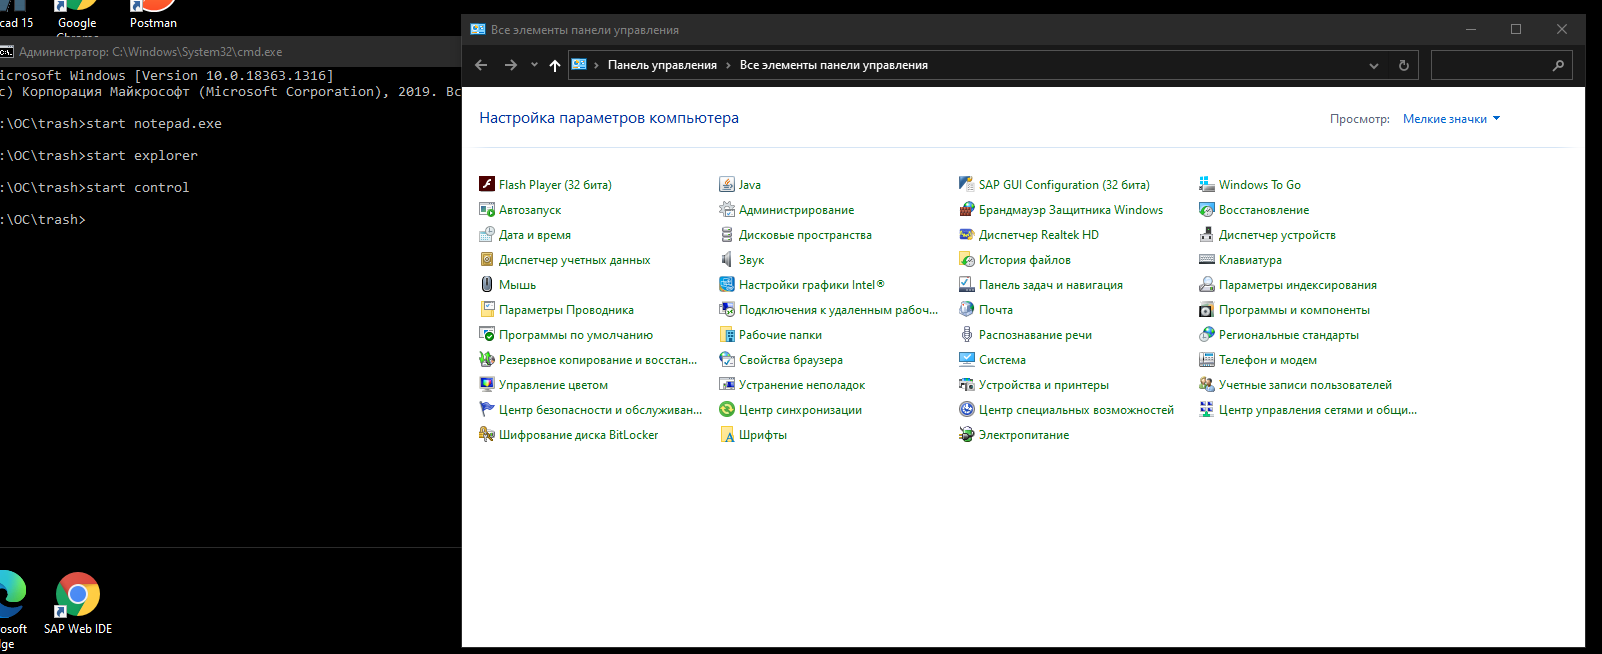 cad 15
Google
Chrome
Postman
Администратор: C:\Windows\System32\cmd.exe
icrosoft Windows [Version 10.0.18363.1316]
c) Корпорация Майкрософт (Microsoft Corporation), 2019. Вс
:\OC\trash>start notepad.exe
:\OC\trash>start explorer
:\OC\trash>start control
:\OC\trash>
osoft
dge
SAP Web IDE
Все элементы панели управления
Панель управления › Все элементы панели управления
Настройка параметров компьютера
Просмотр: Мелкие значки
Flash Player (32 бита)
Java
SAP GUI Configuration (32 бита)
Windows To Go
Автозапуск
Администрирование
Брандмауэр Защитника Windows
Восстановление
Дата и время
Дисковые пространства
Диспетчер Realtek HD
Диспетчер устройств
Диспетчер учетных данных
Звук
История файлов
Клавиатура
Мышь
Настройки графики Intel®
Панель задач и навигация
Параметры индексирования
Параметры Проводника
Подключения к удаленным рабоч...
Почта
Программы и компоненты
Программы по умолчанию
Рабочие папки
Распознавание речи
Региональные стандарты
Резервное копирование и восстан...
Свойства браузера
Система
Телефон и модем
Управление цветом
Устранение неполадок
Устройства и принтеры
Учетные записи пользователей
Центр безопасности и обслуживан...
Центр синхронизации
Центр специальных возможностей
Центр управления сетями и общи...
Шифрование диска BitLocker
Шрифты
Электропитание